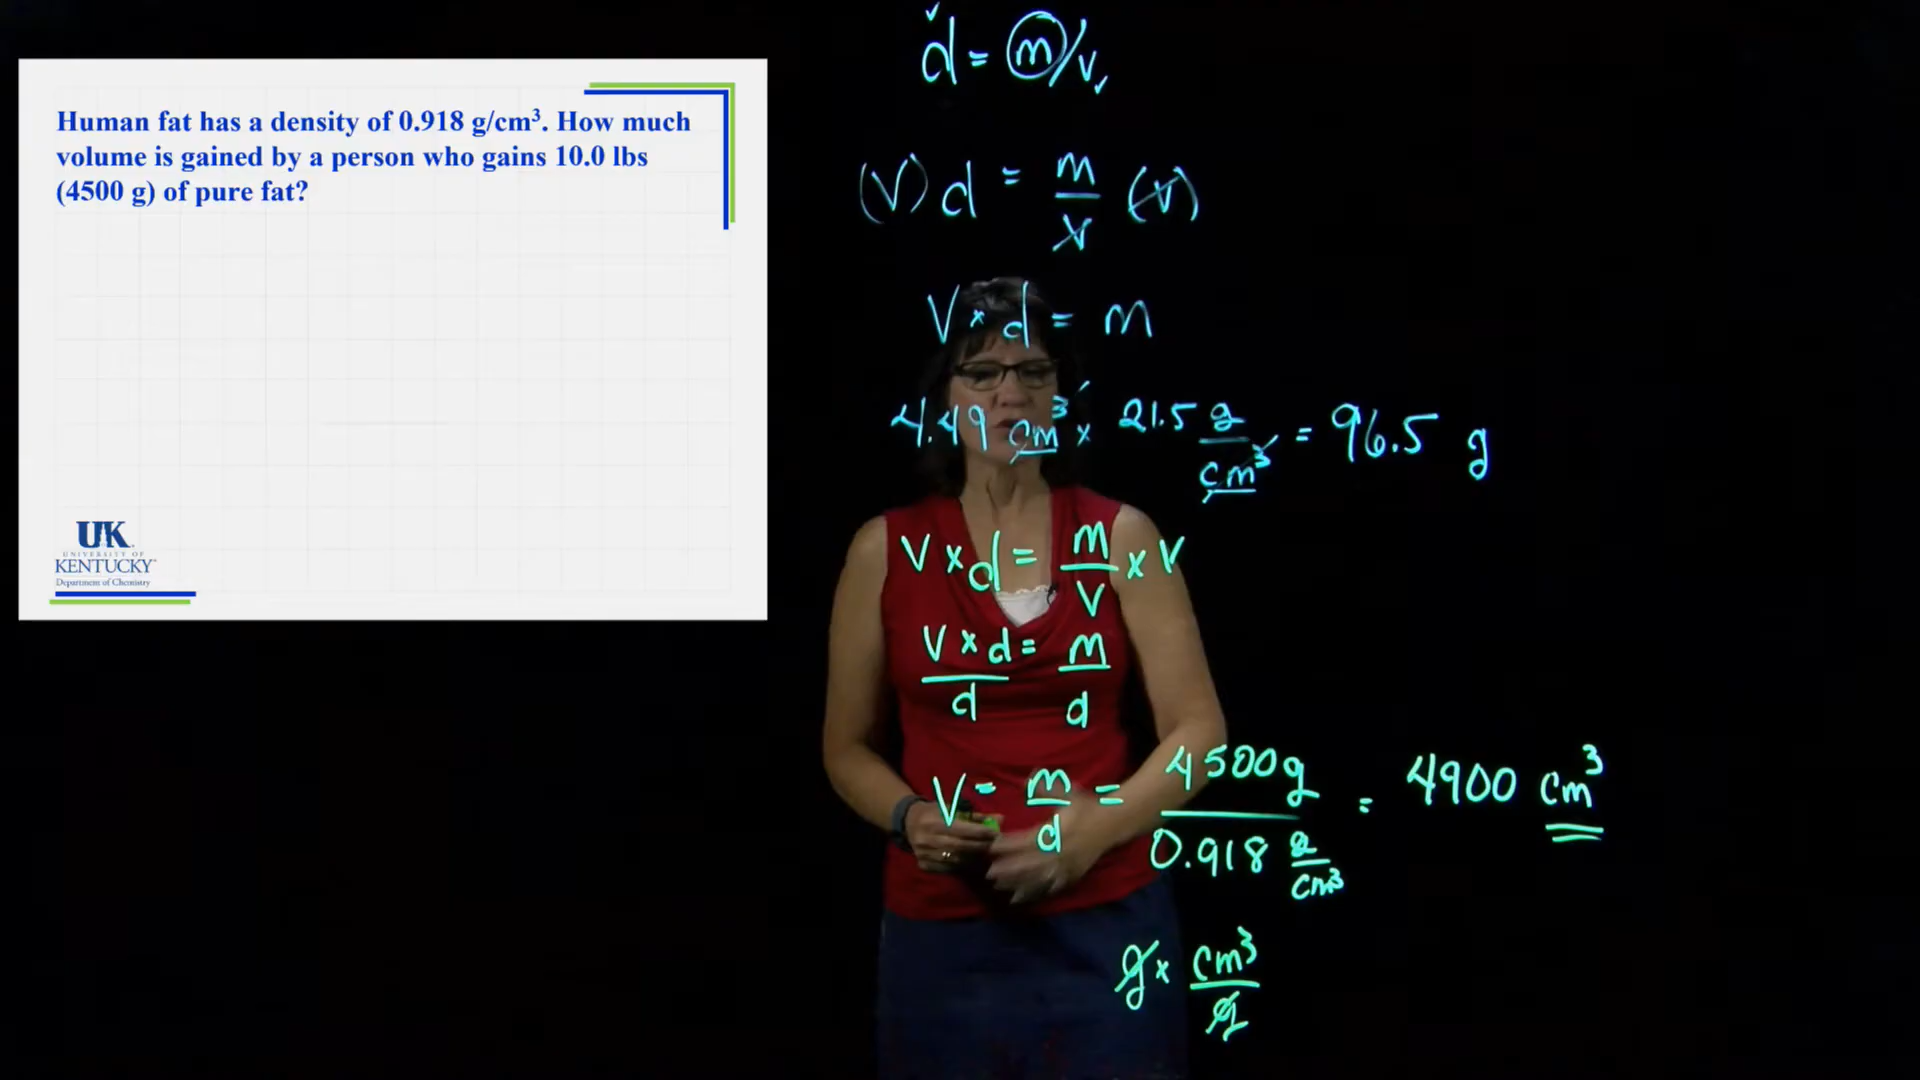 Human fat has a density of 0.918 g/cm³. How much
volume is gained by a person who gains 10.0 lbs
(4500 g) of pure fat?
UK
UNIVERSITY OF
KENTUCKY
Department of Chemistry
d = m/v
(V) d = m/V (V)
V × d = m
4.49 cm³ × 21.5 g/cm³ = 96.5 g
V × d = m/V × V
V × d/d = m/d
V = m/d = 4500g/0.918 g/cm³ = 4900 cm³
g × cm³/g